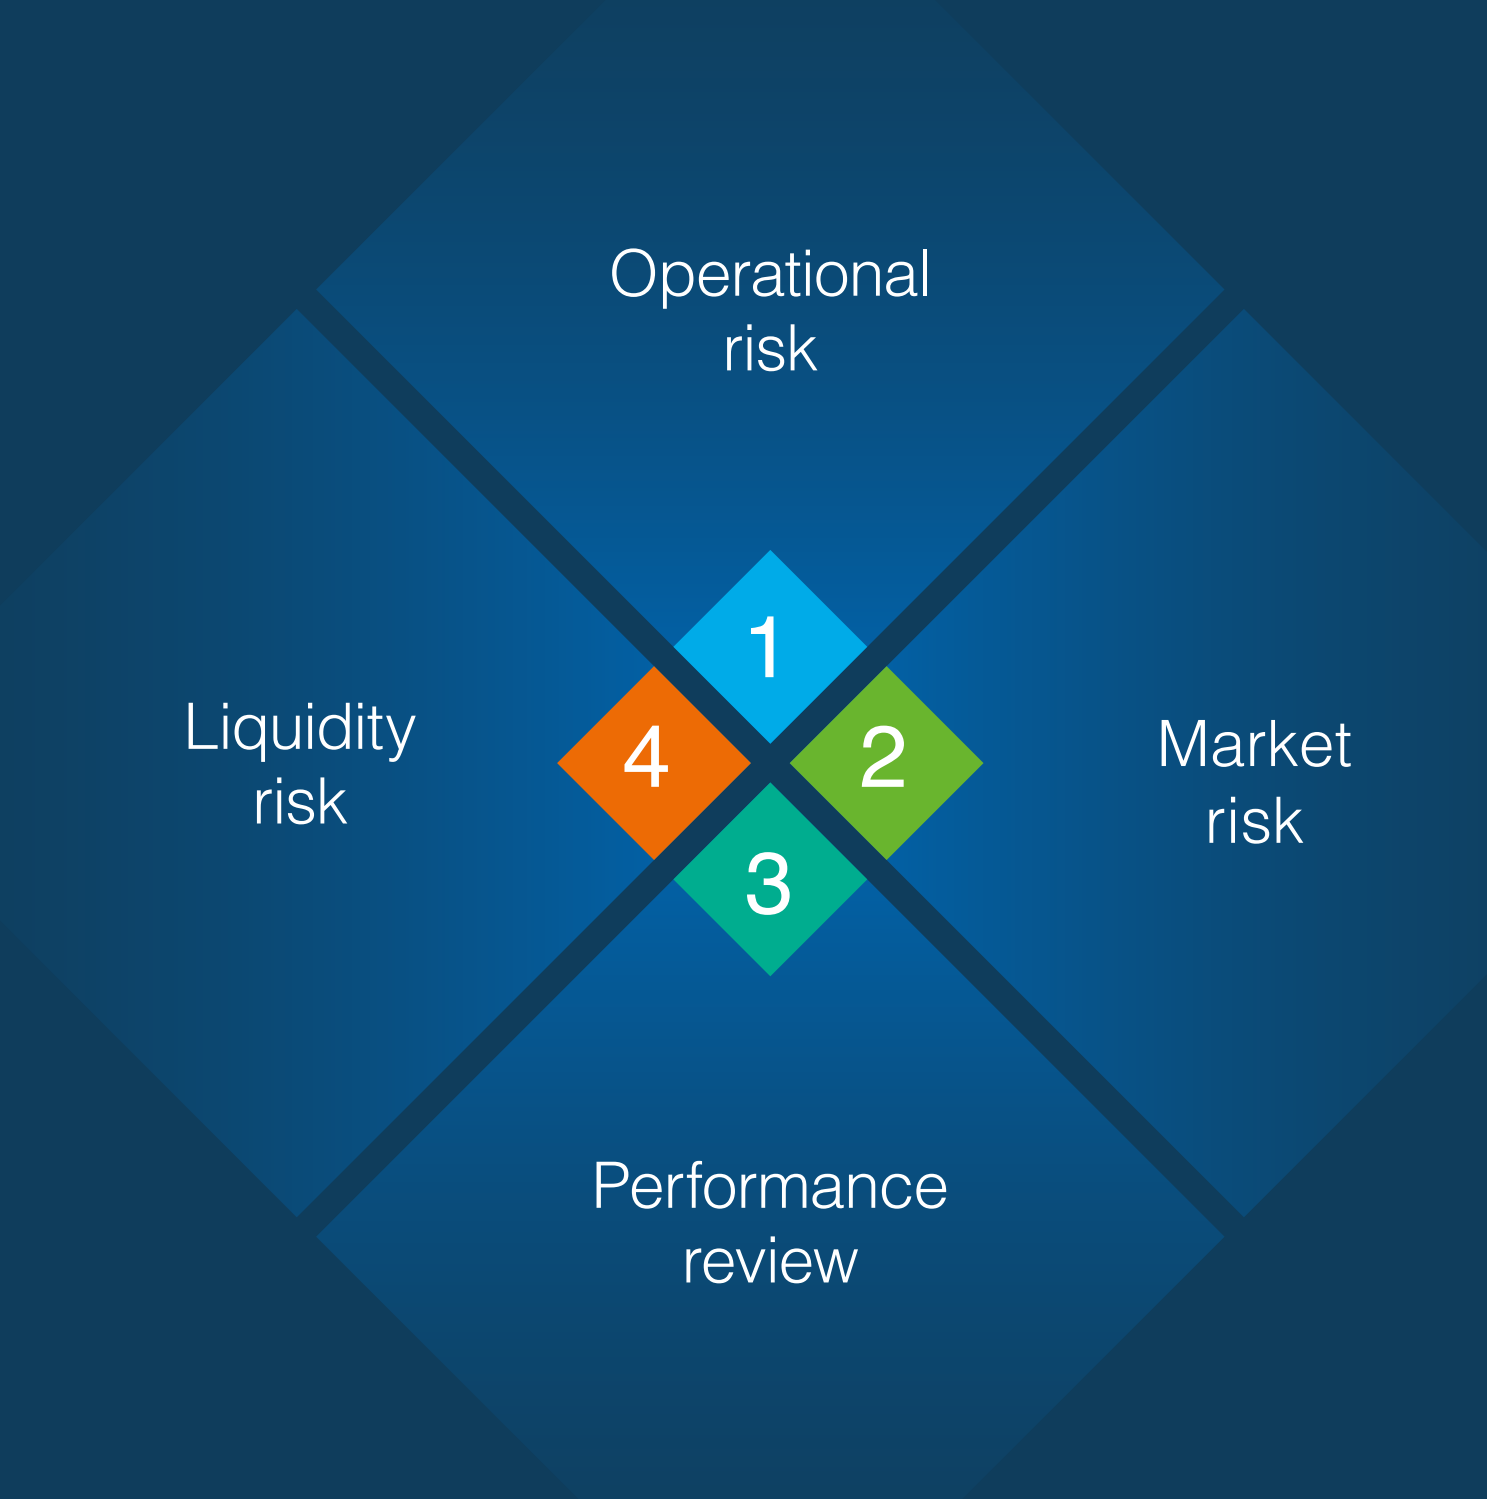 Operational
risk
1
Liquidity
risk
4
2
Market
risk
3
Performance
review